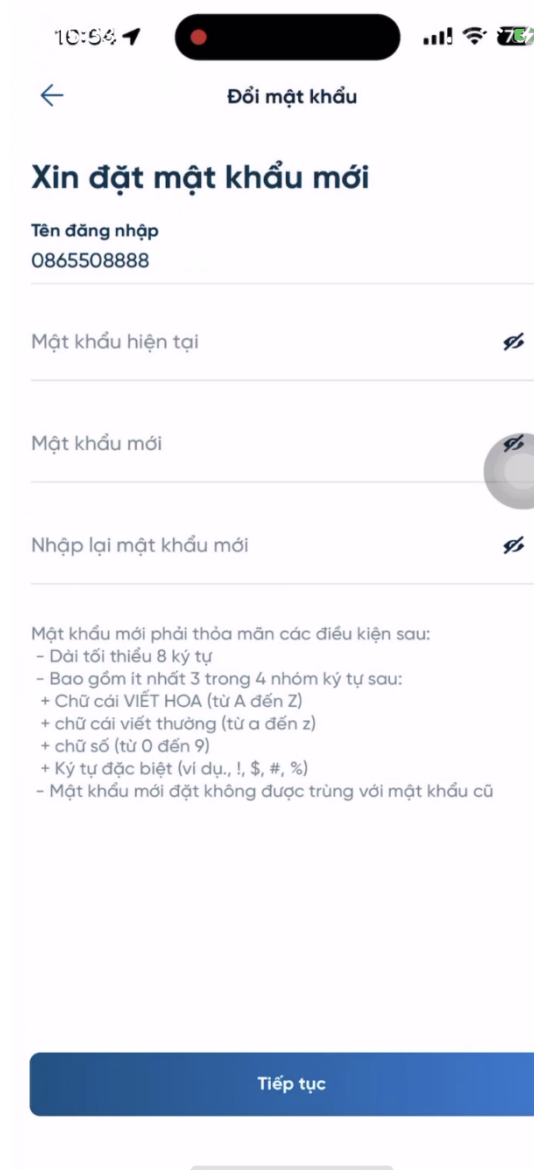 Đổi mật khẩu
Xin đặt mật khẩu mới
Tên đăng nhập
0865508888
Mật khẩu hiện tại
Mật khẩu mới
Nhập lại mật khẩu mới
Mật khẩu mới phải thỏa mãn các điều kiện sau:
- Dài tối thiểu 8 ký tự
- Bao gồm ít nhất 3 trong 4 nhóm ký tự sau:
+ Chữ cái VIẾT HOA (từ A đến Z)
+ chữ cái viết thường (từ a đến z)
+ chữ số (từ 0 đến 9)
+ Ký tự đặc biệt (ví dụ., !, $, #, %)
- Mật khẩu mới đặt không được trùng với mật khẩu cũ
Tiếp tục